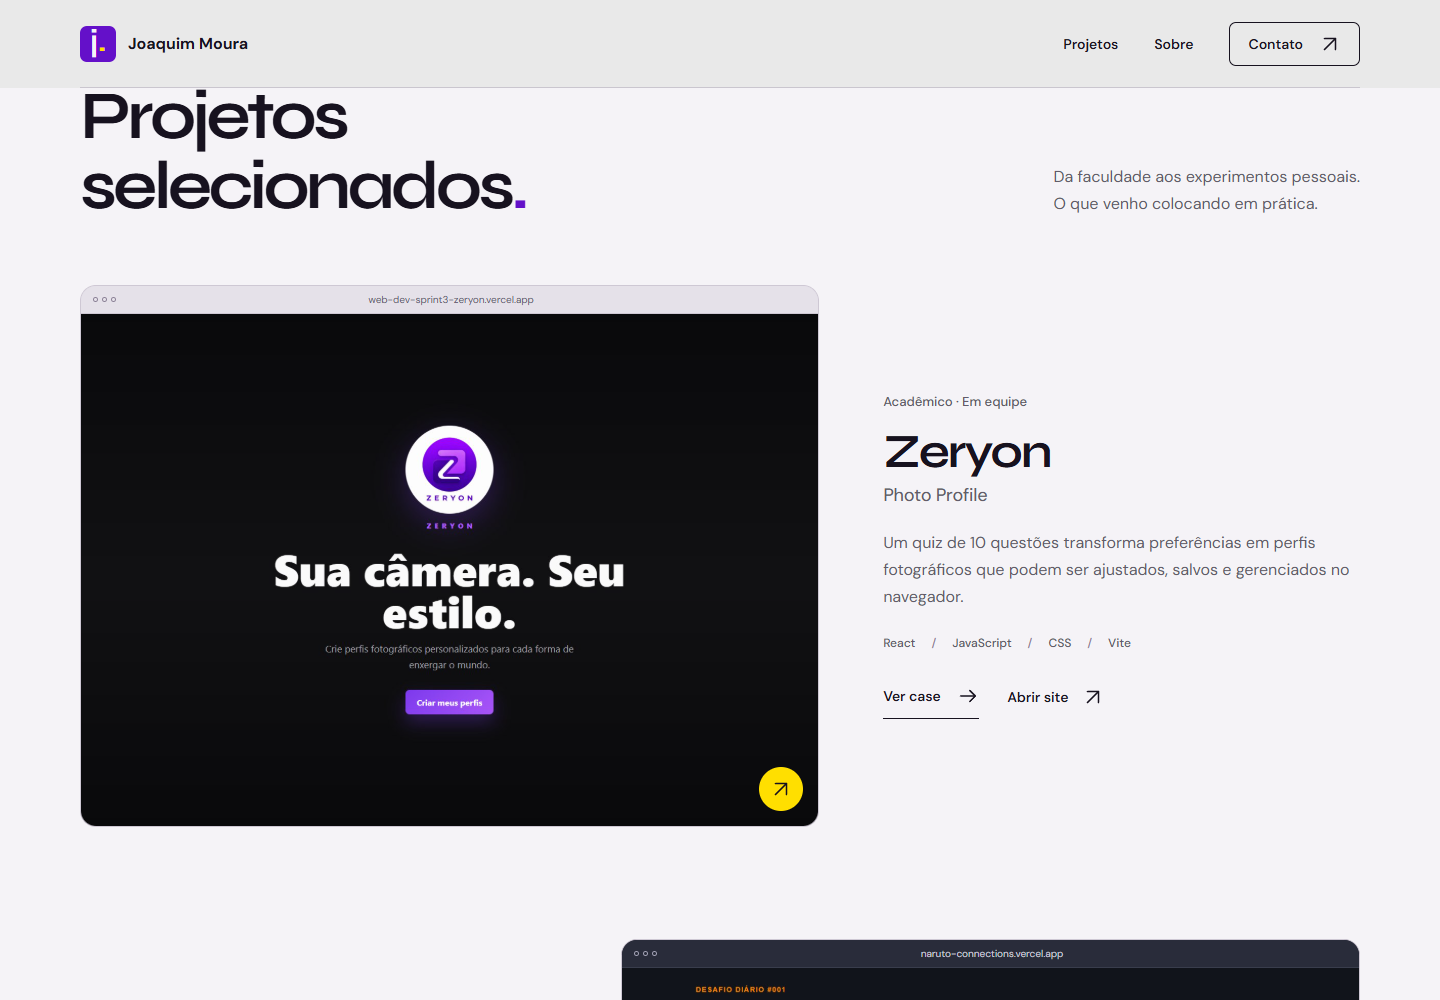 j.
Joaquim Moura
Projetos
Sobre
Contato
Projetos
selecionados.
Da faculdade aos experimentos pessoais.
O que venho colocando em prática.
web-dev-sprint3-zeryon.vercel.app
Z
ZERYON
ZERYON
Sua câmera. Seu
estilo.
Crie perfis fotográficos personalizados para cada forma de
enxergar o mundo.
Criar meus perfis
Acadêmico · Em equipe
Zeryon
Photo Profile
Um quiz de 10 questões transforma preferências em perfis
fotográficos que podem ser ajustados, salvos e gerenciados no
navegador.
React / JavaScript / CSS / Vite
Ver case
Abrir site
naruto-connections.vercel.app
DESAFIO DIÁRIO #001